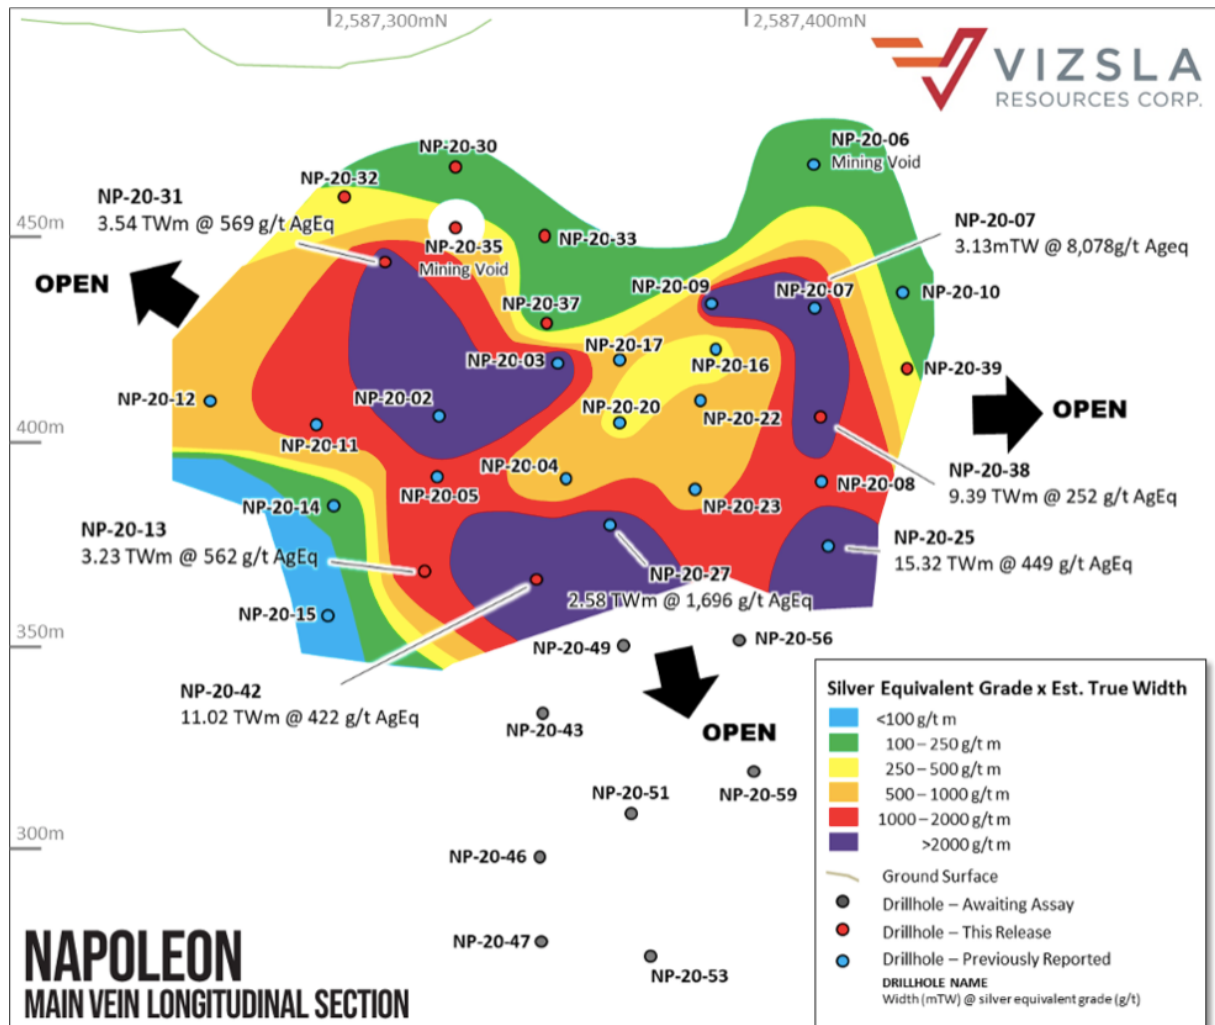 2,587,300mN
2,587,400mN
VIZSLA
RESOURCES CORP.
NP-20-30
NP-20-06
Mining Void
NP-20-32
NP-20-31
3.54 TWm @ 569 g/t AgEq
NP-20-07
3.13mTW @ 8,078g/t Ageq
450m
NP-20-35
Mining Void
NP-20-33
OPEN
NP-20-09
NP-20-07
NP-20-10
NP-20-37
NP-20-17
NP-20-03
NP-20-16
NP-20-39
NP-20-12
NP-20-02
NP-20-20
NP-20-22
OPEN
400m
NP-20-11
NP-20-04
NP-20-05
NP-20-08
NP-20-38
9.39 TWm @ 252 g/t AgEq
NP-20-14
NP-20-23
NP-20-13
3.23 TWm @ 562 g/t AgEq
NP-20-25
15.32 TWm @ 449 g/t AgEq
NP-20-27
2.58 TWm @ 1,696 g/t AgEq
NP-20-15
350m
NP-20-49
NP-20-56
NP-20-42
11.02 TWm @ 422 g/t AgEq
NP-20-43
OPEN
NP-20-51
NP-20-59
300m
NP-20-46
NP-20-47
NP-20-53
NAPOLEON
MAIN VEIN LONGITUDINAL SECTION
Silver Equivalent Grade x Est. True Width
<100 g/t m
100 – 250 g/t m
250 – 500 g/t m
500 – 1000 g/t m
1000 – 2000 g/t m
>2000 g/t m
Ground Surface
Drillhole – Awaiting Assay
Drillhole – This Release
Drillhole – Previously Reported
DRILLHOLE NAME
Width (mTW) @ silver equivalent grade (g/t)